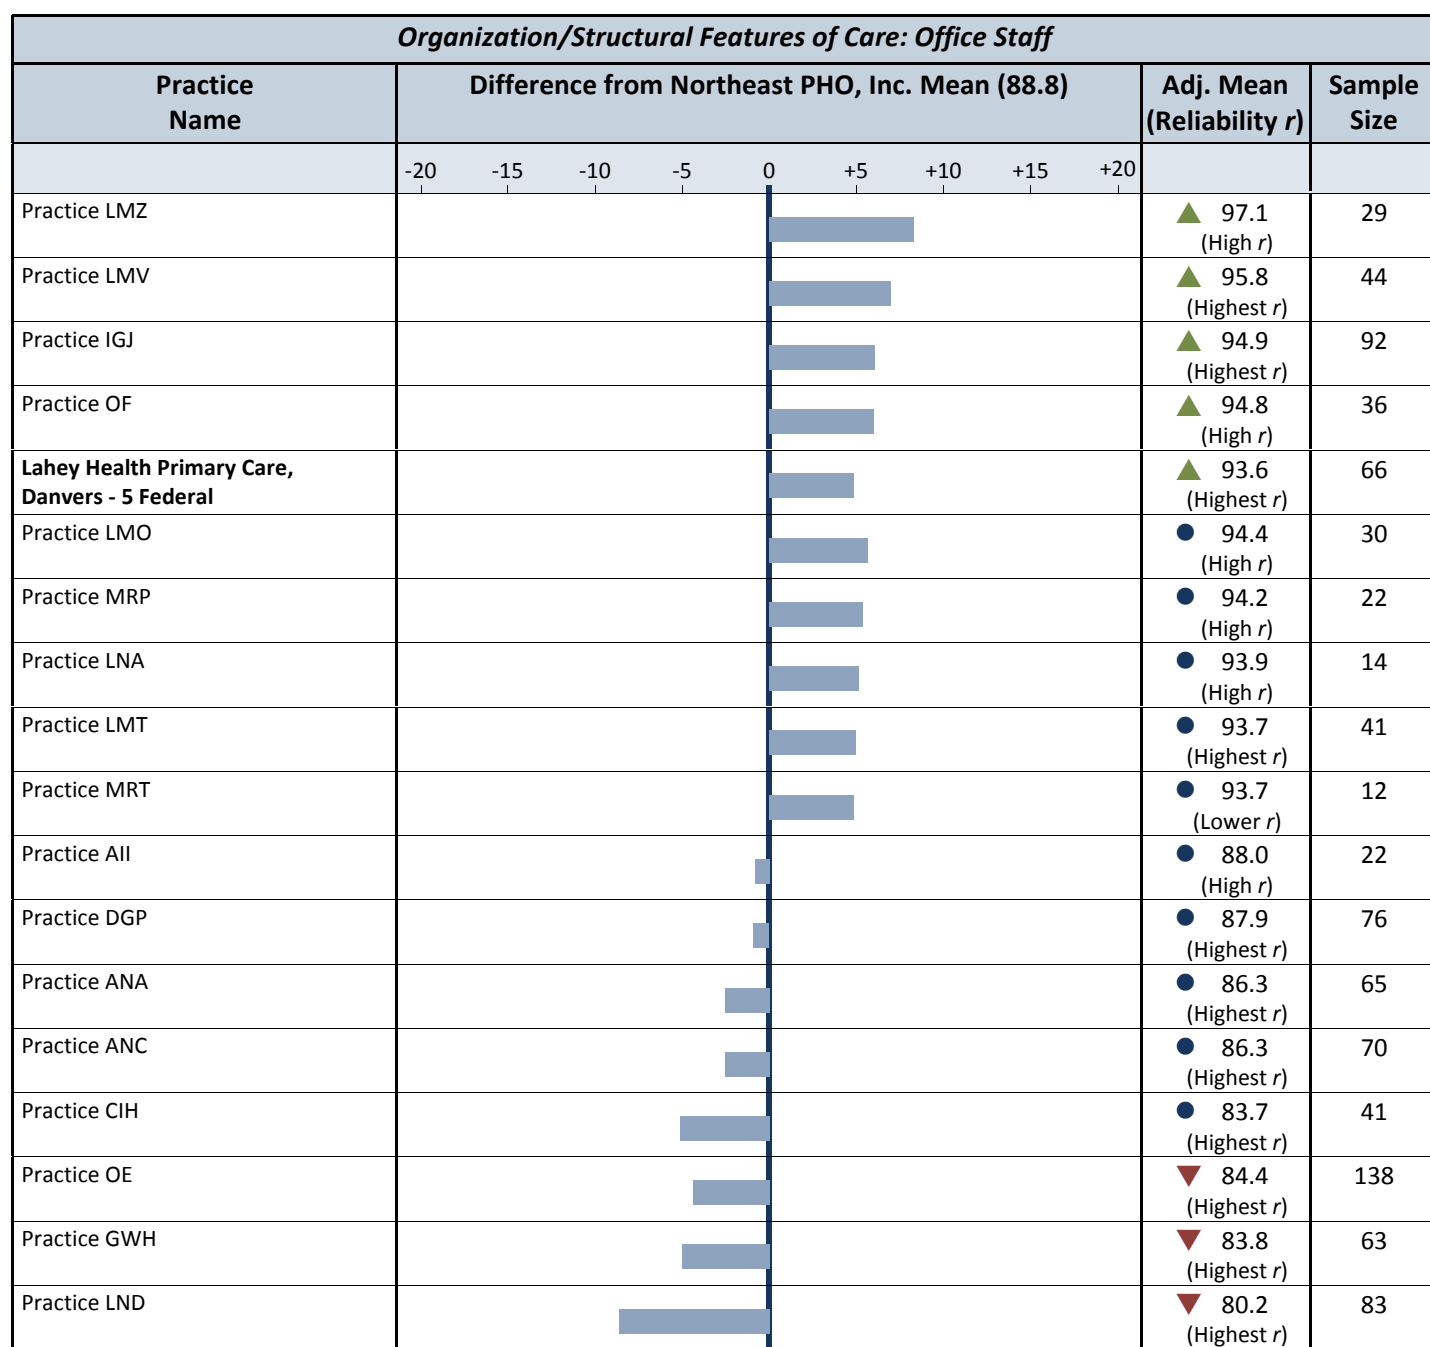 Organization/Structural Features of Care: Office Staff
Practice Name
Difference from Northeast PHO, Inc. Mean (88.8)
Adj. Mean (Reliability r)
Sample Size
-20 -15 -10 -5 0 +5 +10 +15 +20
Practice LMZ 97.1 29
(High r)
Practice LMV 95.8 44
(Highest r)
Practice IGJ 94.9 92
(Highest r)
Practice OF 94.8 36
(High r)
Lahey Health Primary Care, 93.6 66
Danvers - 5 Federal (Highest r)
Practice LMO 94.4 30
(High r)
Practice MRP 94.2 22
(High r)
Practice LNA 93.9 14
(High r)
Practice LMT 93.7 41
(Highest r)
Practice MRT 93.7 12
(Lower r)
Practice AII 88.0 22
(High r)
Practice DGP 87.9 76
(Highest r)
Practice ANA 86.3 65
(Highest r)
Practice ANC 86.3 70
(Highest r)
Practice CIH 83.7 41
(Highest r)
Practice OE 84.4 138
(Highest r)
Practice GWH 83.8 63
(Highest r)
Practice LND 80.2 83
(Highest r)